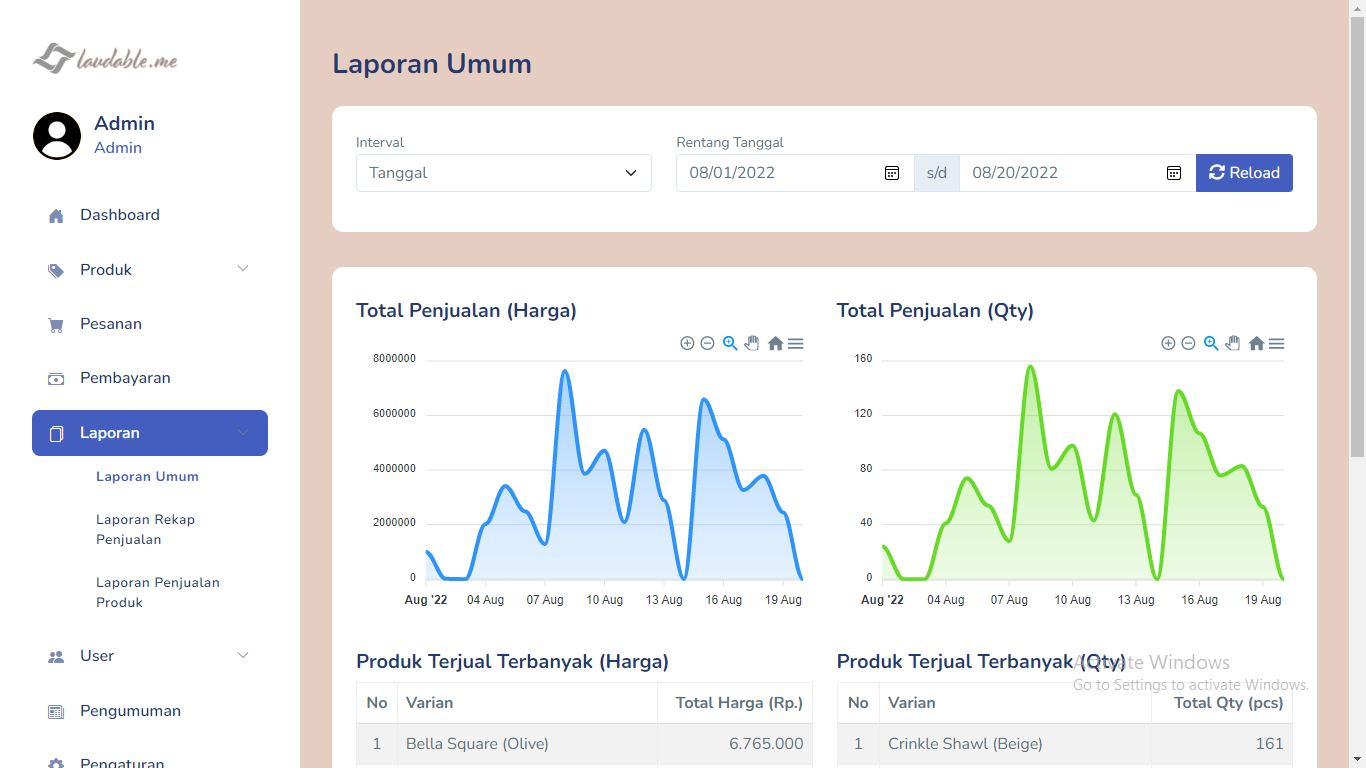 laudable.me
Admin
Admin
Dashboard
Produk
Pesanan
Pembayaran
Laporan
Laporan Umum
Laporan Rekap
Penjualan
Laporan Penjualan
Produk
User
Pengumuman
Pengaturan
Laporan Umum
Interval
Rentang Tanggal
Tanggal
08/01/2022
s/d
08/20/2022
Reload
Total Penjualan (Harga)
8000000
6000000
4000000
2000000
0
Aug '22 04 Aug 07 Aug 10 Aug 13 Aug 16 Aug 19 Aug
Total Penjualan (Qty)
160
120
80
40
0
Aug '22 04 Aug 07 Aug 10 Aug 13 Aug 16 Aug 19 Aug
Produk Terjual Terbanyak (Harga)
No Varian Total Harga (Rp.)
1 Bella Square (Olive) 6.765.000
Produk Terjual Terbanyak (Qty)
No Varian Total Qty (pcs)
1 Crinkle Shawl (Beige) 161
Activate Windows
Go to Settings to activate Windows.